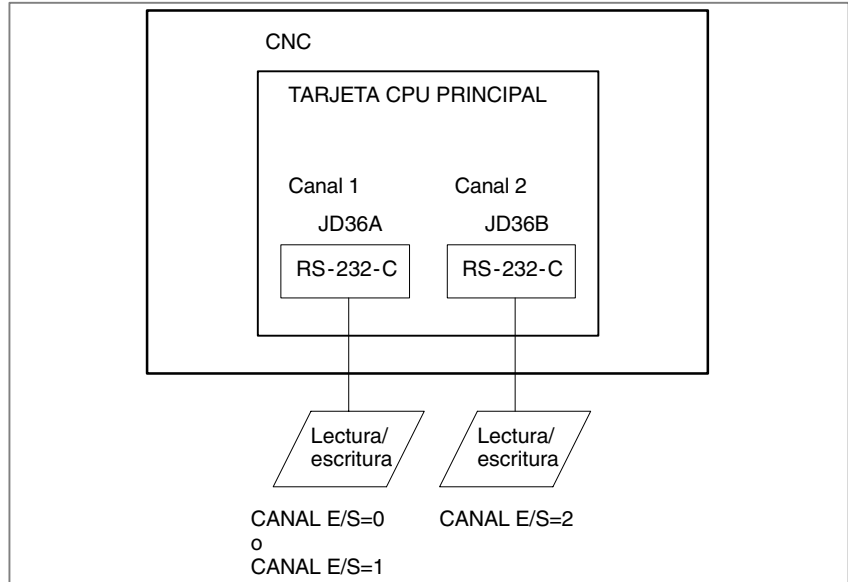 CNC
TARJETA CPU PRINCIPAL
Canal 1
Canal 2
JD36A
JD36B
RS-232-C
RS-232-C
Lectura/
escritura
Lectura/
escritura
CANAL E/S=0
o
CANAL E/S=1
CANAL E/S=2